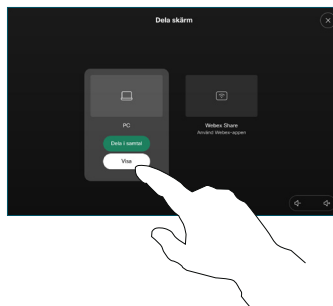 Dela skärm
PC
Dela i samtal
Visa
Webex Share
Använd Webex-appen